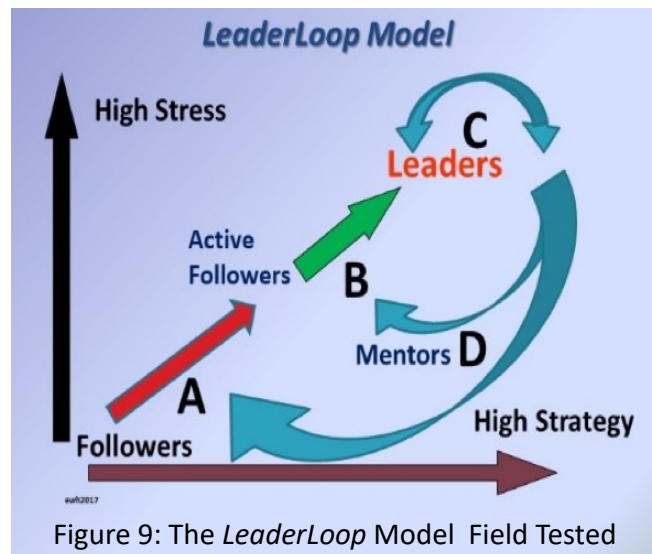 LeaderLoop Model
High Stress
C
Leaders
Active
Followers
B
Mentors D
A
High Strategy
Followers
Figure 9: The LeaderLoop Model Field Tested